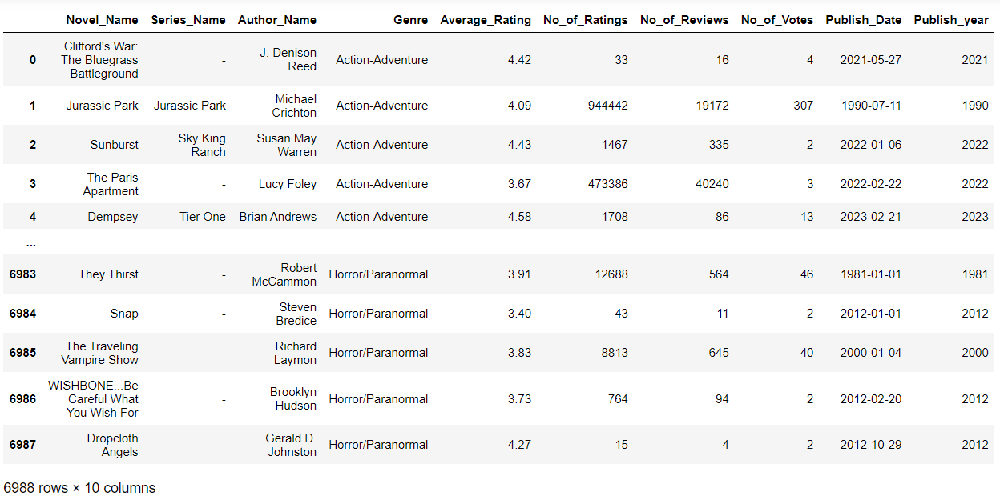 Novel_Name Series_Name Author_Name Genre Average_Rating No_of_Ratings No_of_Reviews No_of_Votes Publish_Date Publish_year
0 Clifford's War: The Bluegrass Battleground - J. Denison Reed Action-Adventure 4.42 33 16 4 2021-05-27 2021
1 Jurassic Park Jurassic Park Michael Crichton Action-Adventure 4.09 944442 19172 307 1990-07-11 1990
2 Sunburst Sky King Ranch Susan May Warren Action-Adventure 4.43 1467 335 2 2022-01-06 2022
3 The Paris Apartment - Lucy Foley Action-Adventure 3.67 473386 40240 3 2022-02-22 2022
4 Dempsey Tier One Brian Andrews Action-Adventure 4.58 1708 86 13 2023-02-21 2023
... ... ... ... ... ... ... ... ... ... ...
6983 They Thirst - Robert McCammon Horror/Paranormal 3.91 12688 564 46 1981-01-01 1981
6984 Snap - Steven Bredice Horror/Paranormal 3.40 43 11 2 2012-01-01 2012
6985 The Traveling Vampire Show - Richard Laymon Horror/Paranormal 3.83 8813 645 40 2000-01-04 2000
6986 WISHBONE...Be Careful What You Wish For - Brooklyn Hudson Horror/Paranormal 3.73 764 94 2 2012-02-20 2012
6987 Dropcloth Angels - Gerald D. Johnston Horror/Paranormal 4.27 15 4 2 2012-10-29 2012
6988 rows × 10 columns